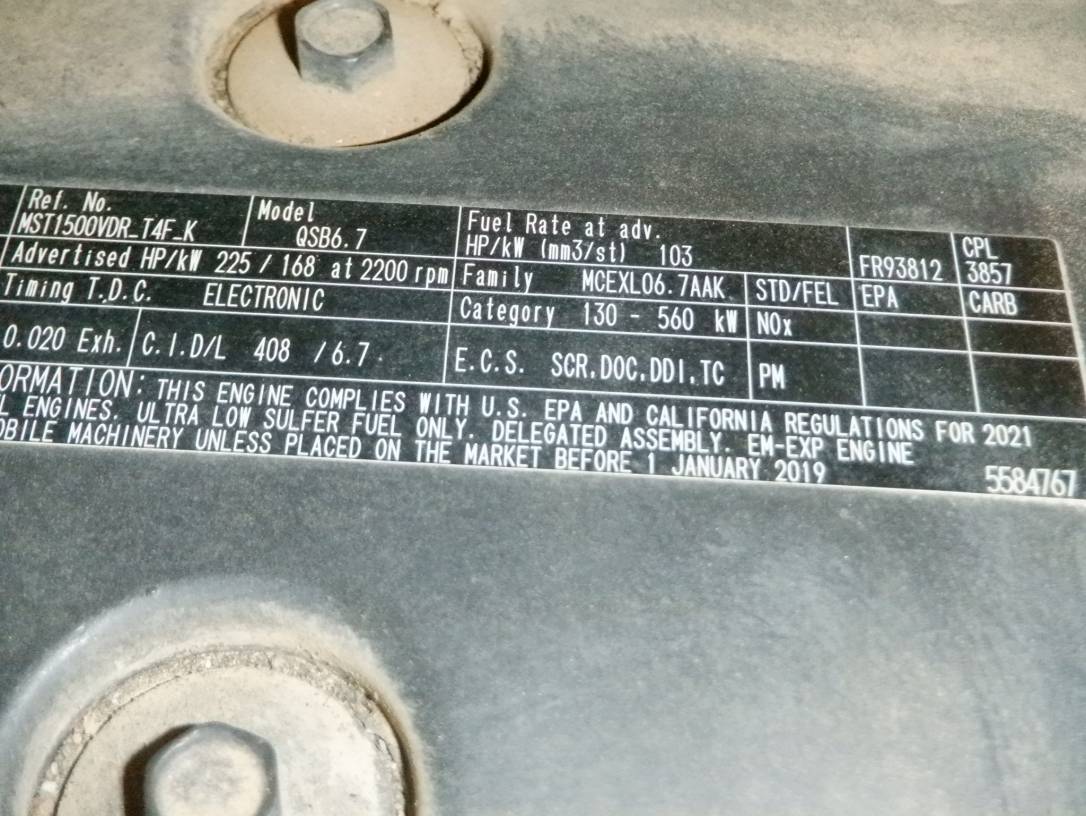 Ref. No.
MST1500VDR_T4F_K
Model
QSB6.7
Fuel Rate at adv.
HP/kW (mm3/st) 103
FR93812
CPL
3857
Advertised HP/kW 225 / 168 at 2200 rpm
Family MCEXL06.7AAK
STD/FEL
EPA
CARB
Timing T.D.C. ELECTRONIC
Category 130 - 560 kW
NOx
0.020 Exh.
C.I.D/L 408 /6.7
E.C.S. SCR.DOC.DDI.TC
PM
ORMATION: THIS ENGINE COMPLIES WITH U.S. EPA AND CALIFORNIA REGULATIONS FOR 2021
L ENGINES. ULTRA LOW SULFER FUEL ONLY. DELEGATED ASSEMBLY. EM-EXP ENGINE
OBILE MACHINERY UNLESS PLACED ON THE MARKET BEFORE 1 JANUARY 2019
5584767